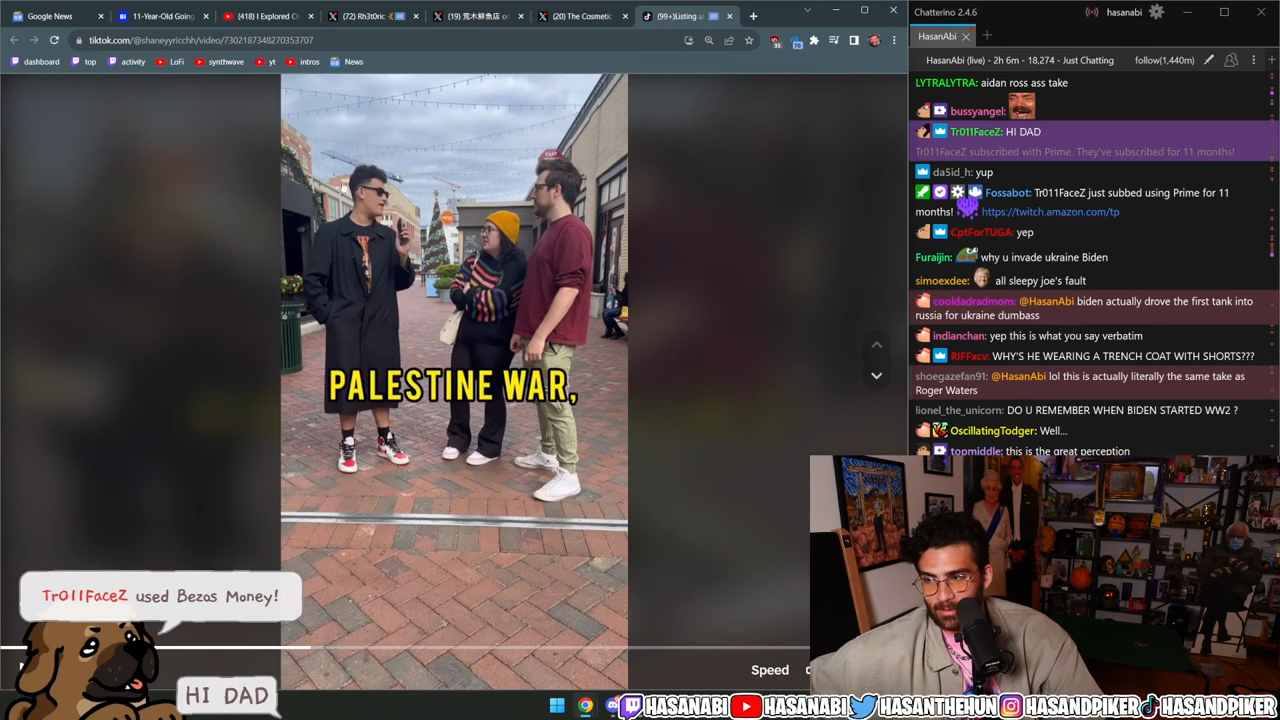 Google News
11-Year-Old Going
(418) I Explored C
(72) Rh3t0ric
(19) 荒木鮮魚店 on
(20) The Cosmetic
(99+)Listing al
tiktok.com/@shaneyyricchh/video/7302187348270353707
dashboard
top
activity
LoFi
synthwave
yt
intros
News
PALESTINE WAR,
Tr011FaceZ used Bezos Money!
HI DAD
Speed
Chatterino 2.4.6
hasanabi
HasanAbi
HasanAbi (live) - 2h 6m - 18,274 - Just Chatting
follow(1,440m)
LYTRALYTRA: aidan ross ass take
bussyangel:
Tr011FaceZ: HI DAD
Tr011FaceZ subscribed with Prime. They've subscribed for 11 months!
da5id_h: yup
Fossabot: Tr011FaceZ just subbed using Prime for 11
months! https://twitch.amazon.com/tp
CptForTUGA: yep
Furaijin: why u invade ukraine Biden
simoexdee: all sleepy joe's fault
cooldadradmom: @HasanAbi biden actually drove the first tank into
russia for ukraine dumbass
indianchan: yep this is what you say verbatim
RIFFxcv: WHY'S HE WEARING A TRENCH COAT WITH SHORTS???
shoegazefan91: @HasanAbi lol this is actually literally the same take as
Roger Waters
lionel_the_unicorn: DO U REMEMBER WHEN BIDEN STARTED WW2 ?
OscillatingTodger: Well...
topmiddle: this is the great perception
HASANABI
HASANABI
HASANTHEHUN
HASANDPIKER
HASANDPIKER